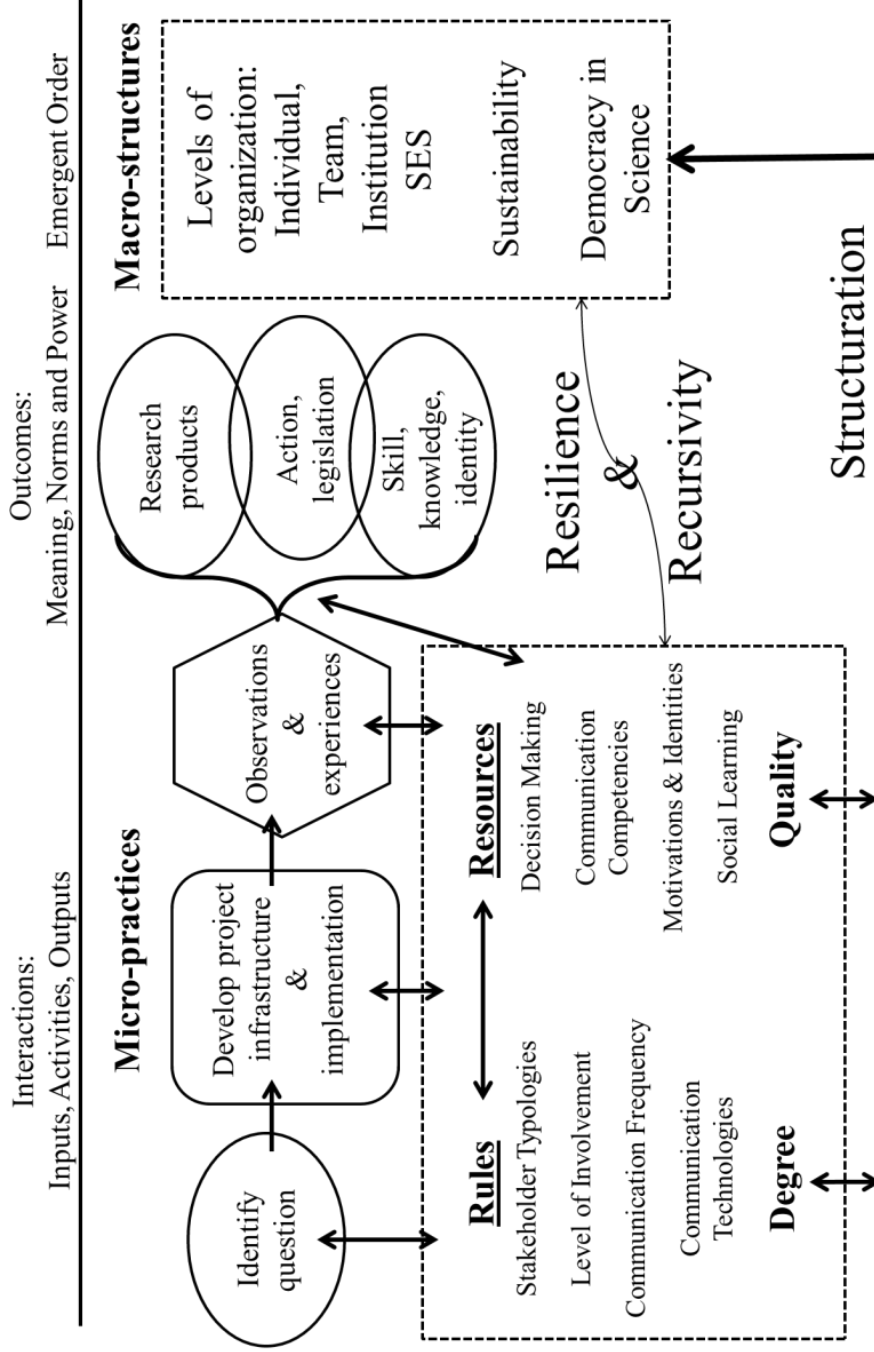 Interactions:
Inputs, Activities, Outputs
Outcomes:
Meaning, Norms and Power
Emergent Order
Micro-practices
Macro-structures
Identify
question
Develop project
infrastructure
&
implementation
Observations
&
experiences
Research
products
Action,
legislation
Skill,
knowledge,
identity
Levels of
organization:
Individual,
Team,
Institution
SES
Sustainability
Democracy in
Science
Rules
Stakeholder Typologies
Level of Involvement
Communication Frequency
Communication
Technologies
Degree
Resources
Decision Making
Communication
Competencies
Motivations & Identities
Social Learning
Quality
Resilience
&
Recursivity
Structuration